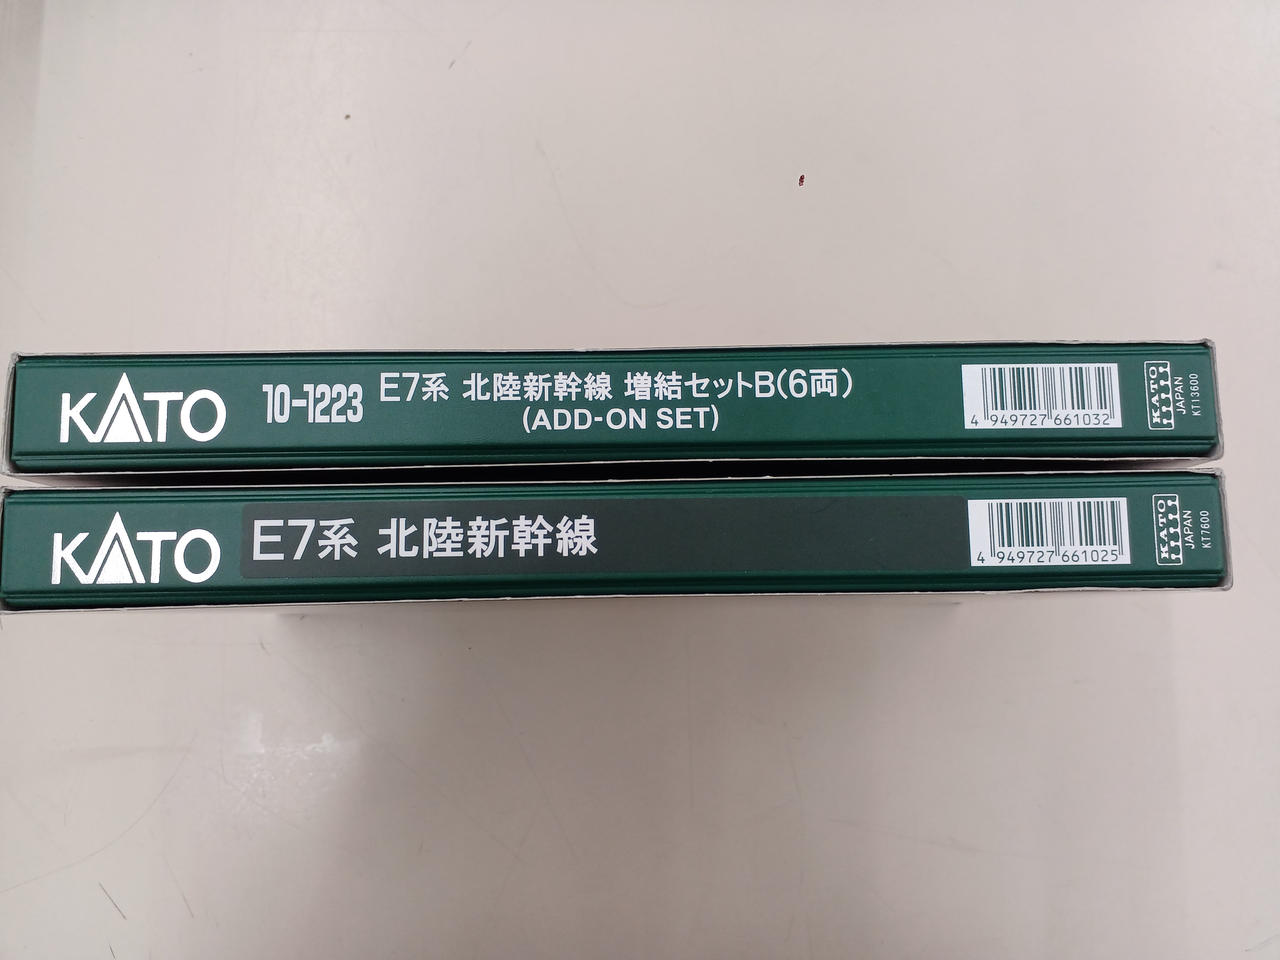 KATO 10-1223 E7系 北陸新幹線 増結セットB(6両)
(ADD-ON SET)
4 949727 661032
KATO
JAPAN
KT13600
KATO E7系 北陸新幹線
4 949727 661025
KATO
JAPAN
KT7600